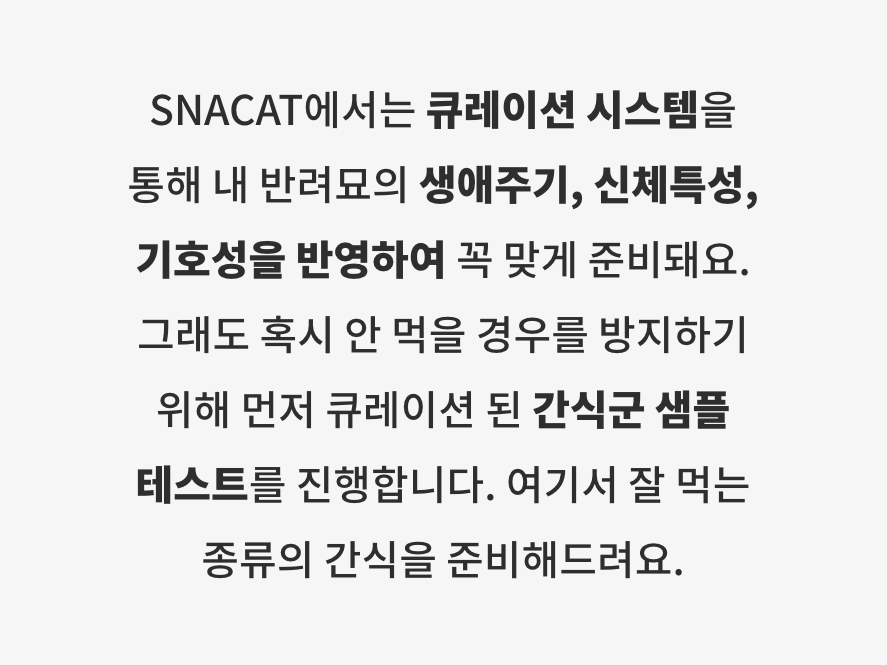 SNACAT에서는 큐레이션 시스템을
통해 내 반려묘의 생애주기, 신체특성,
기호성을 반영하여 꼭 맞게 준비돼요.
그래도 혹시 안 먹을 경우를 방지하기
위해 먼저 큐레이션 된 간식군 샘플
테스트를 진행합니다. 여기서 잘 먹는
종류의 간식을 준비해드려요.